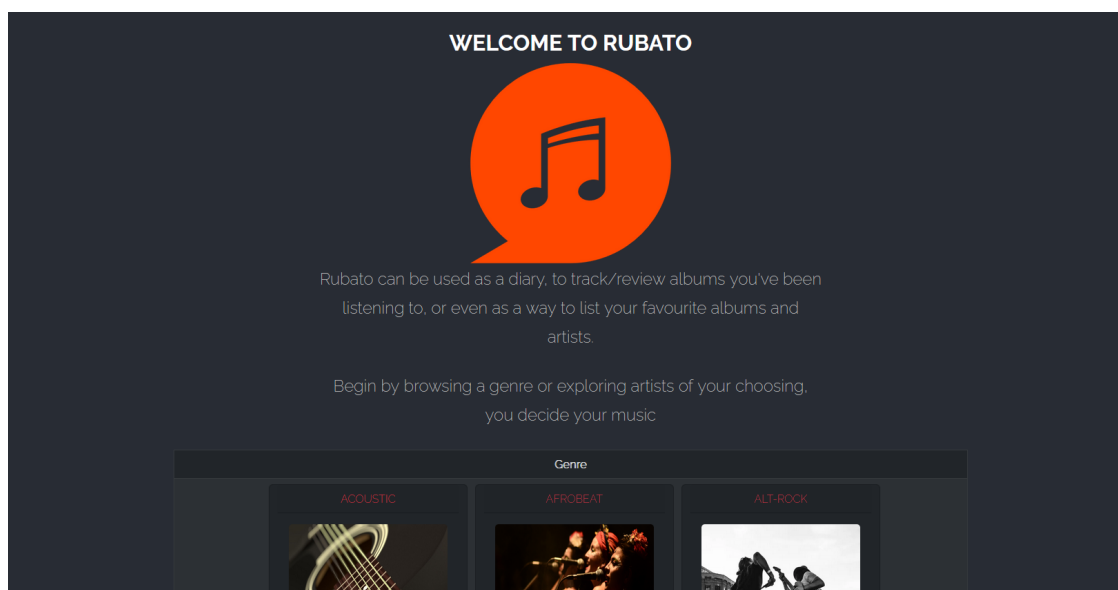 WELCOME TO RUBATO
Rubato can be used as a diary, to track/review albums you've been
listening to, or even as a way to list your favourite albums and
artists.
Begin by browsing a genre or exploring artists of your choosing,
you decide your music
Genre
ACOUSTIC
AFROBEAT
ALT-ROCK